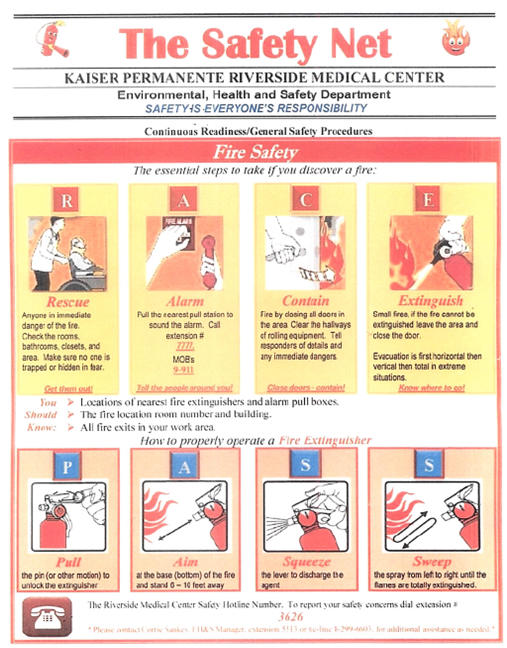 The Safety Net
KAISER PERMANENTE RIVERSIDE MEDICAL CENTER
Environmental, Health and Safety Department
SAFETY IS EVERYONE'S RESPONSIBILITY
Continuous Readiness/General Safety Procedures
Fire Safety
The essential steps to take if you discover a fire:
R
Rescue
Anyone in immediate
danger of the fire.
Check the rooms,
bathrooms, closets, and
area. Make sure no one is
trapped or hidden in fear.
Get them out!
A
FIRE ALARM
Alarm
Pull the nearest pull station to
sound the alarm. Call
extension #
7777.
MOB's
9-911
Tell the people around you!
C
Contain
Fire by closing all doors in
the area. Clear the hallways
of rolling equipment. Tell
responders of details and
any immediate dangers.
Close doors - contain!
E
Extinguish
Small fires, if the fire cannot be
extinguished leave the area and
close the door.
Evacuation is first horizontal then
vertical then total in extreme
situations.
Know where to go!
You ➢ Locations of nearest fire extinguishers and alarm pull boxes.
Should ➢ The fire location room number and building.
Know: ➢ All fire exits in your work area.
How to properly operate a Fire Extinguisher
P
Pull
the pin (or other motion) to
unlock the extinguisher
A
Aim
at the base (bottom) of the fire
and stand 6 – 10 feet away
S
Squeeze
the lever to discharge the
agent
S
Sweep
the spray from left to right until the
flames are totally extinguished.
The Riverside Medical Center Safety Hotline Number. To report your safety concerns dial extension #
3626
* Please contact Sankey, EH&S Manager, extension or tie-line for additional assistance as needed.*